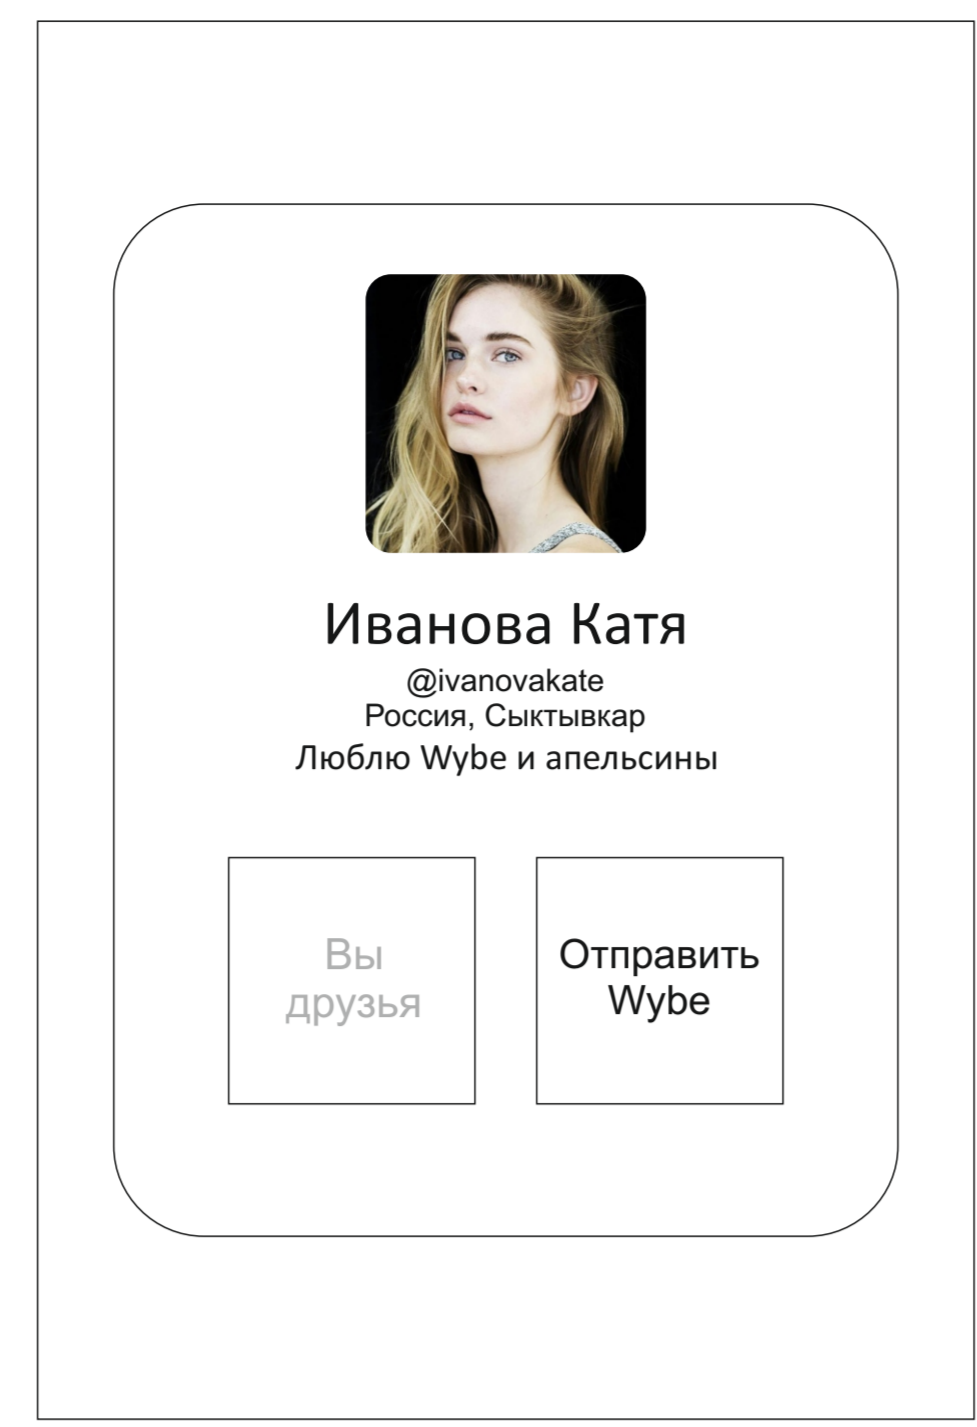 Иванова Катя
@ivanovakate
Россия, Сыктывкар
Люблю Wybe и апельсины
Вы
друзья
Отправить
Wybe